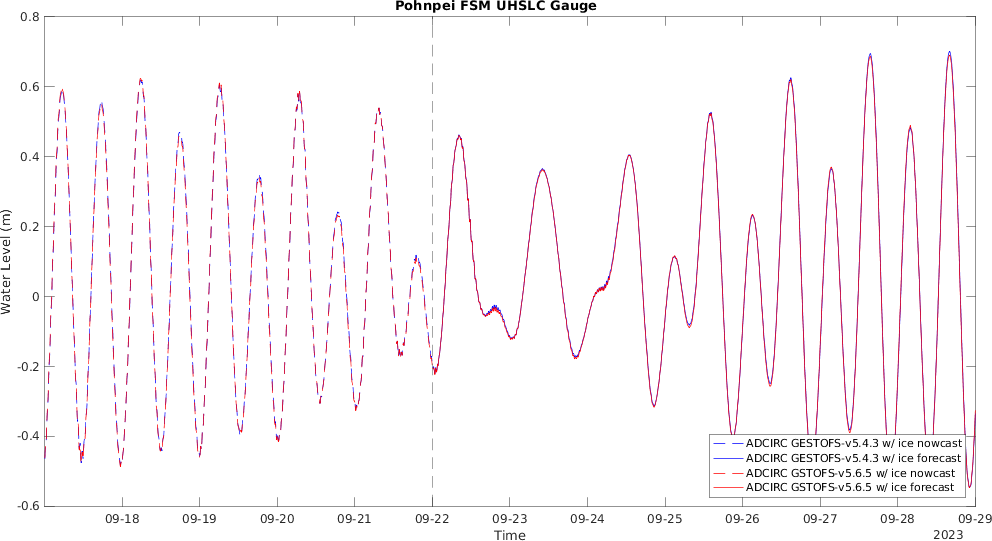 Pohnpei FSM UHSLC Gauge
Water Level (m)
0.8
0.6
0.4
0.2
0
-0.2
-0.4
-0.6
ADCIRC GESTOFS-v5.4.3 w/ ice nowcast
ADCIRC GESTOFS-v5.4.3 w/ ice forecast
ADCIRC GSTOFS-v5.6.5 w/ ice nowcast
ADCIRC GSTOFS-v5.6.5 w/ ice forecast
09-18 09-19 09-20 09-21 09-22 09-23 09-24 09-25 09-26 09-27 09-28 09-29
Time
2023